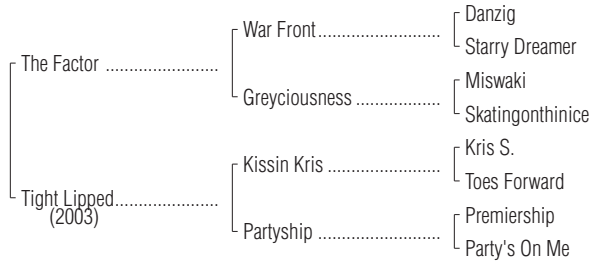 Danzig
War Front
Starry Dreamer
The Factor
Miswaki
Greyciousness
Skatingonthinice
Kris S.
Kissin Kris
Toes Forward
Tight Lipped
(2003)
Premiership
Partyship
Party's On Me